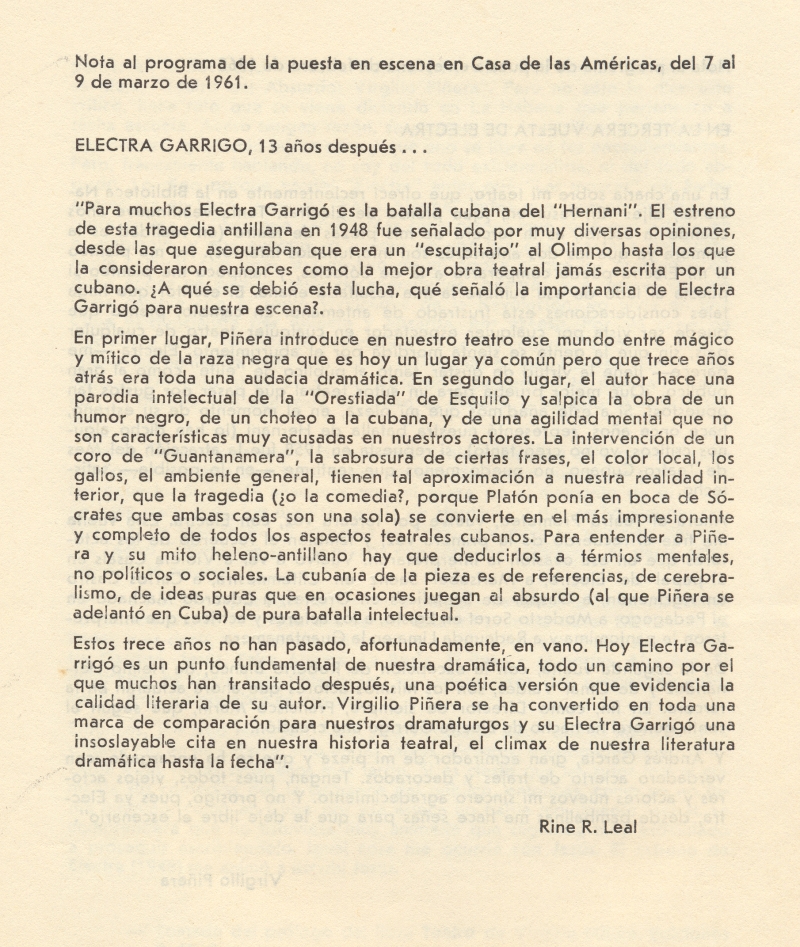 Nota al programa de la puesta en escena en Casa de las Américas, del 7 al
9 de marzo de 1961.
ELECTRA GARRIGO, 13 años después . . .
"Para muchos Electra Garrigó es la batalla cubana del "Hernani". El estreno
de esta tragedia antillana en 1948 fue señalado por muy diversas opiniones,
desde las que aseguraban que era un "escupitajo" al Olimpo hasta los que
la consideraron entonces como la mejor obra teatral jamás escrita por un
cubano. ¿A qué se debió esta lucha, qué señaló la importancia de Electra
Garrigó para nuestra escena?.
En primer lugar, Piñera introduce en nuestro teatro ese mundo entre mágico
y mítico de la raza negra que es hoy un lugar ya común pero que trece años
atrás era toda una audacia dramática. En segundo lugar, el autor hace una
parodia intelectual de la "Orestiada" de Esquilo y salpica la obra de un
humor negro, de un choteo a la cubana, y de una agilidad mental que no
son características muy acusadas en nuestros actores. La intervención de un
coro de "Guantanamera", la sabrosura de ciertas frases, el color local, los
gallos, el ambiente general, tienen tal aproximación a nuestra realidad in-
terior, que la tragedia (¿o la comedia?, porque Platón ponía en boca de Só-
crates que ambas cosas son una sola) se convierte en el más impresionante
y completo de todos los aspectos teatrales cubanos. Para entender a Piñe-
ra y su mito heleno-antillano hay que deducirlos a térmios mentales,
no políticos o sociales. La cubanía de la pieza es de referencias, de cerebra-
lismo, de ideas puras que en ocasiones juegan al absurdo (al que Piñera se
adelantó en Cuba) de pura batalla intelectual.
Estos trece años no han pasado, afortunadamente, en vano. Hoy Electra Ga-
rrigó es un punto fundamental de nuestra dramática, todo un camino por el
que muchos han transitado después, una poética versión que evidencia la
calidad literaria de su autor. Virgilio Piñera se ha convertido en toda una
marca de comparación para nuestros dramaturgos y su Electra Garrigó una
insoslayable cita en nuestra historia teatral, el climax de nuestra literatura
dramática hasta la fecha".
Rine R. Leal